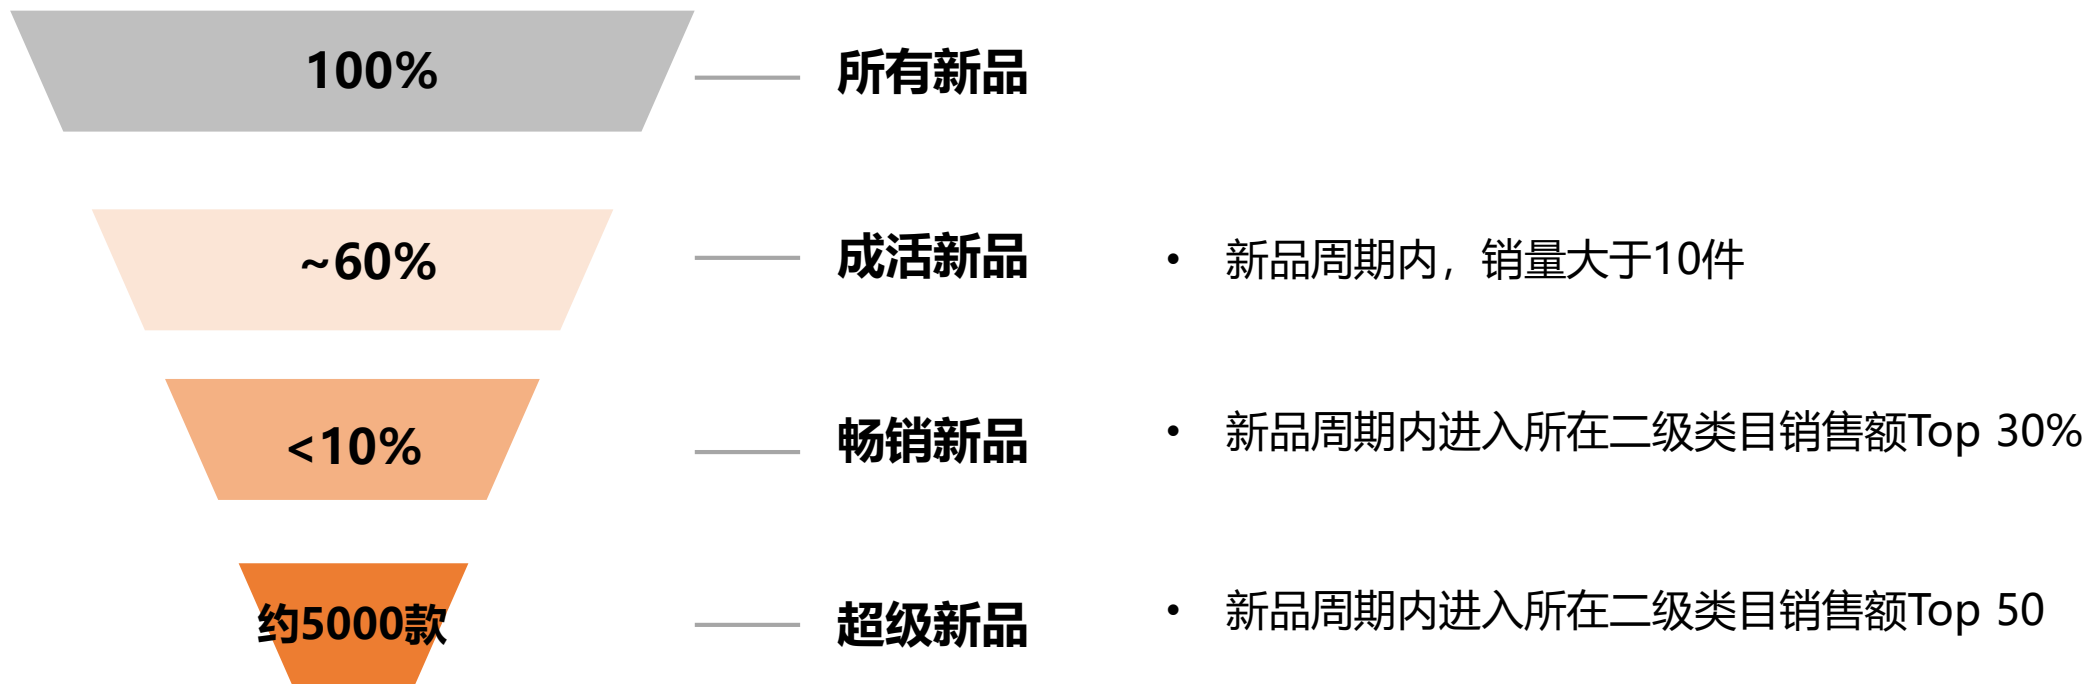 100%
所有新品
~60%
成活新品
• 新品周期内，销量大于10件
<10%
畅销新品
• 新品周期内进入所在二级类目销售额Top 30%
约5000款
超级新品
• 新品周期内进入所在二级类目销售额Top 50